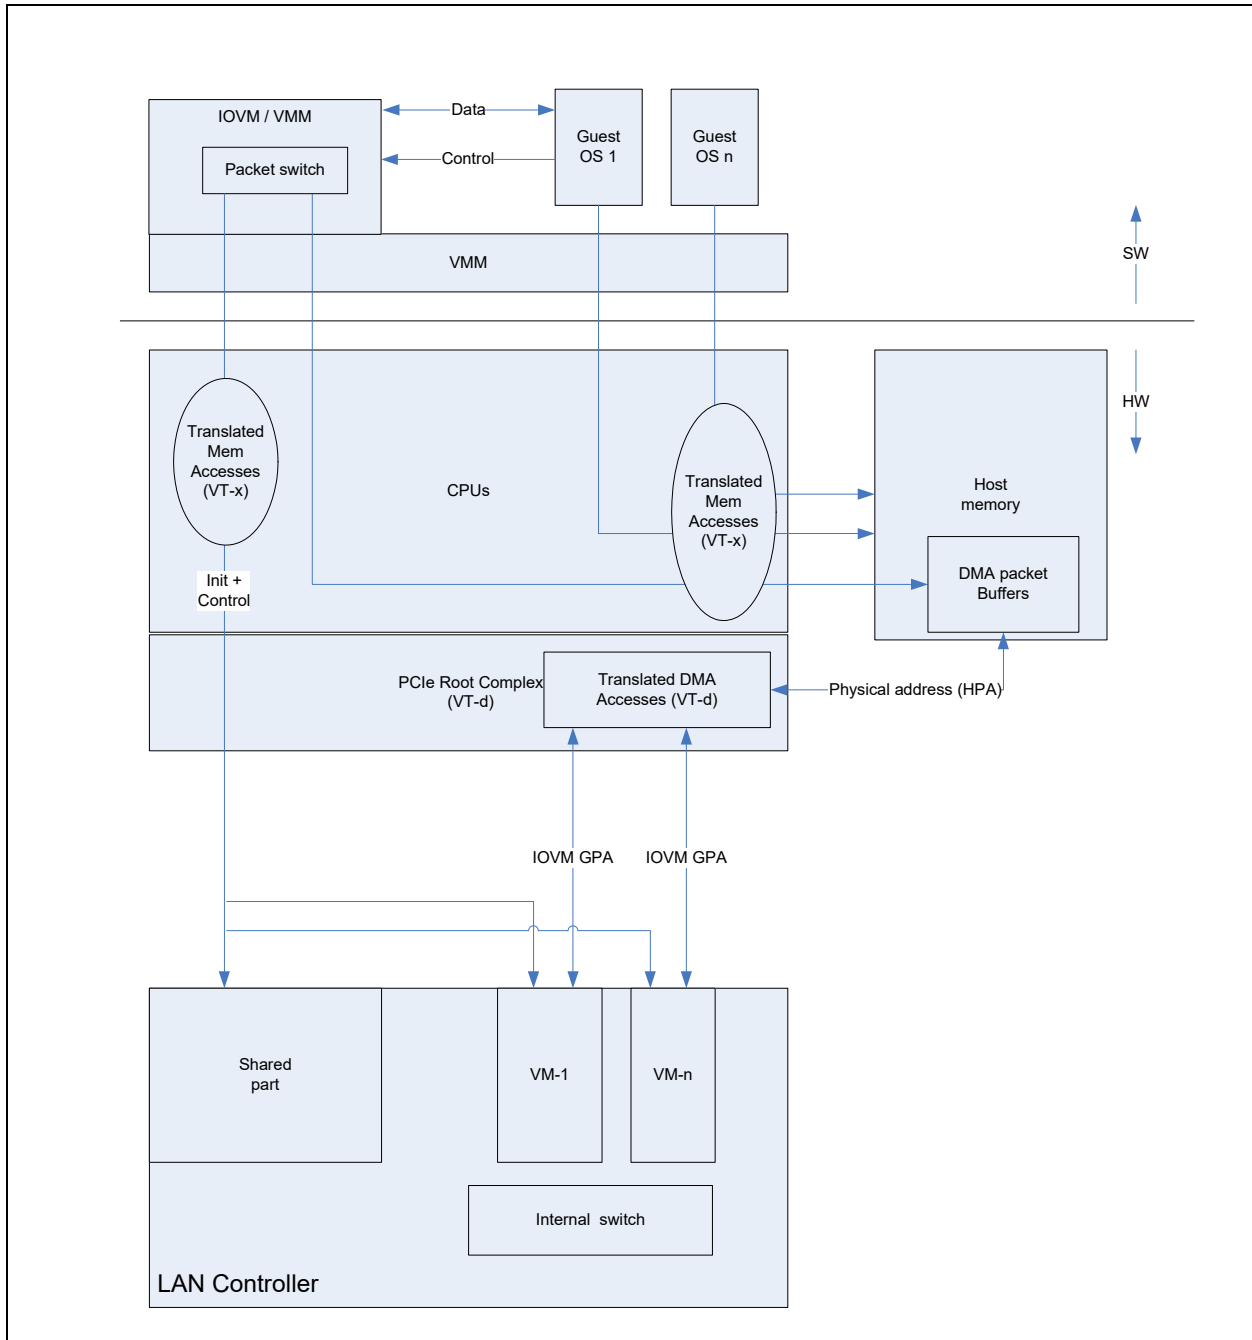 IOVM / VMM
Packet switch
Data
Control
Guest
OS 1
Guest
OS n
VMM
SW
HW
Translated
Mem
Accesses
(VT-x)
CPUs
Translated
Mem
Accesses
(VT-x)
Host
memory
Init +
Control
DMA packet
Buffers
PCIe Root Complex
(VT-d)
Translated DMA
Accesses (VT-d)
Physical address (HPA)
IOVM GPA
IOVM GPA
Shared
part
VM-1
VM-n
Internal switch
LAN Controller